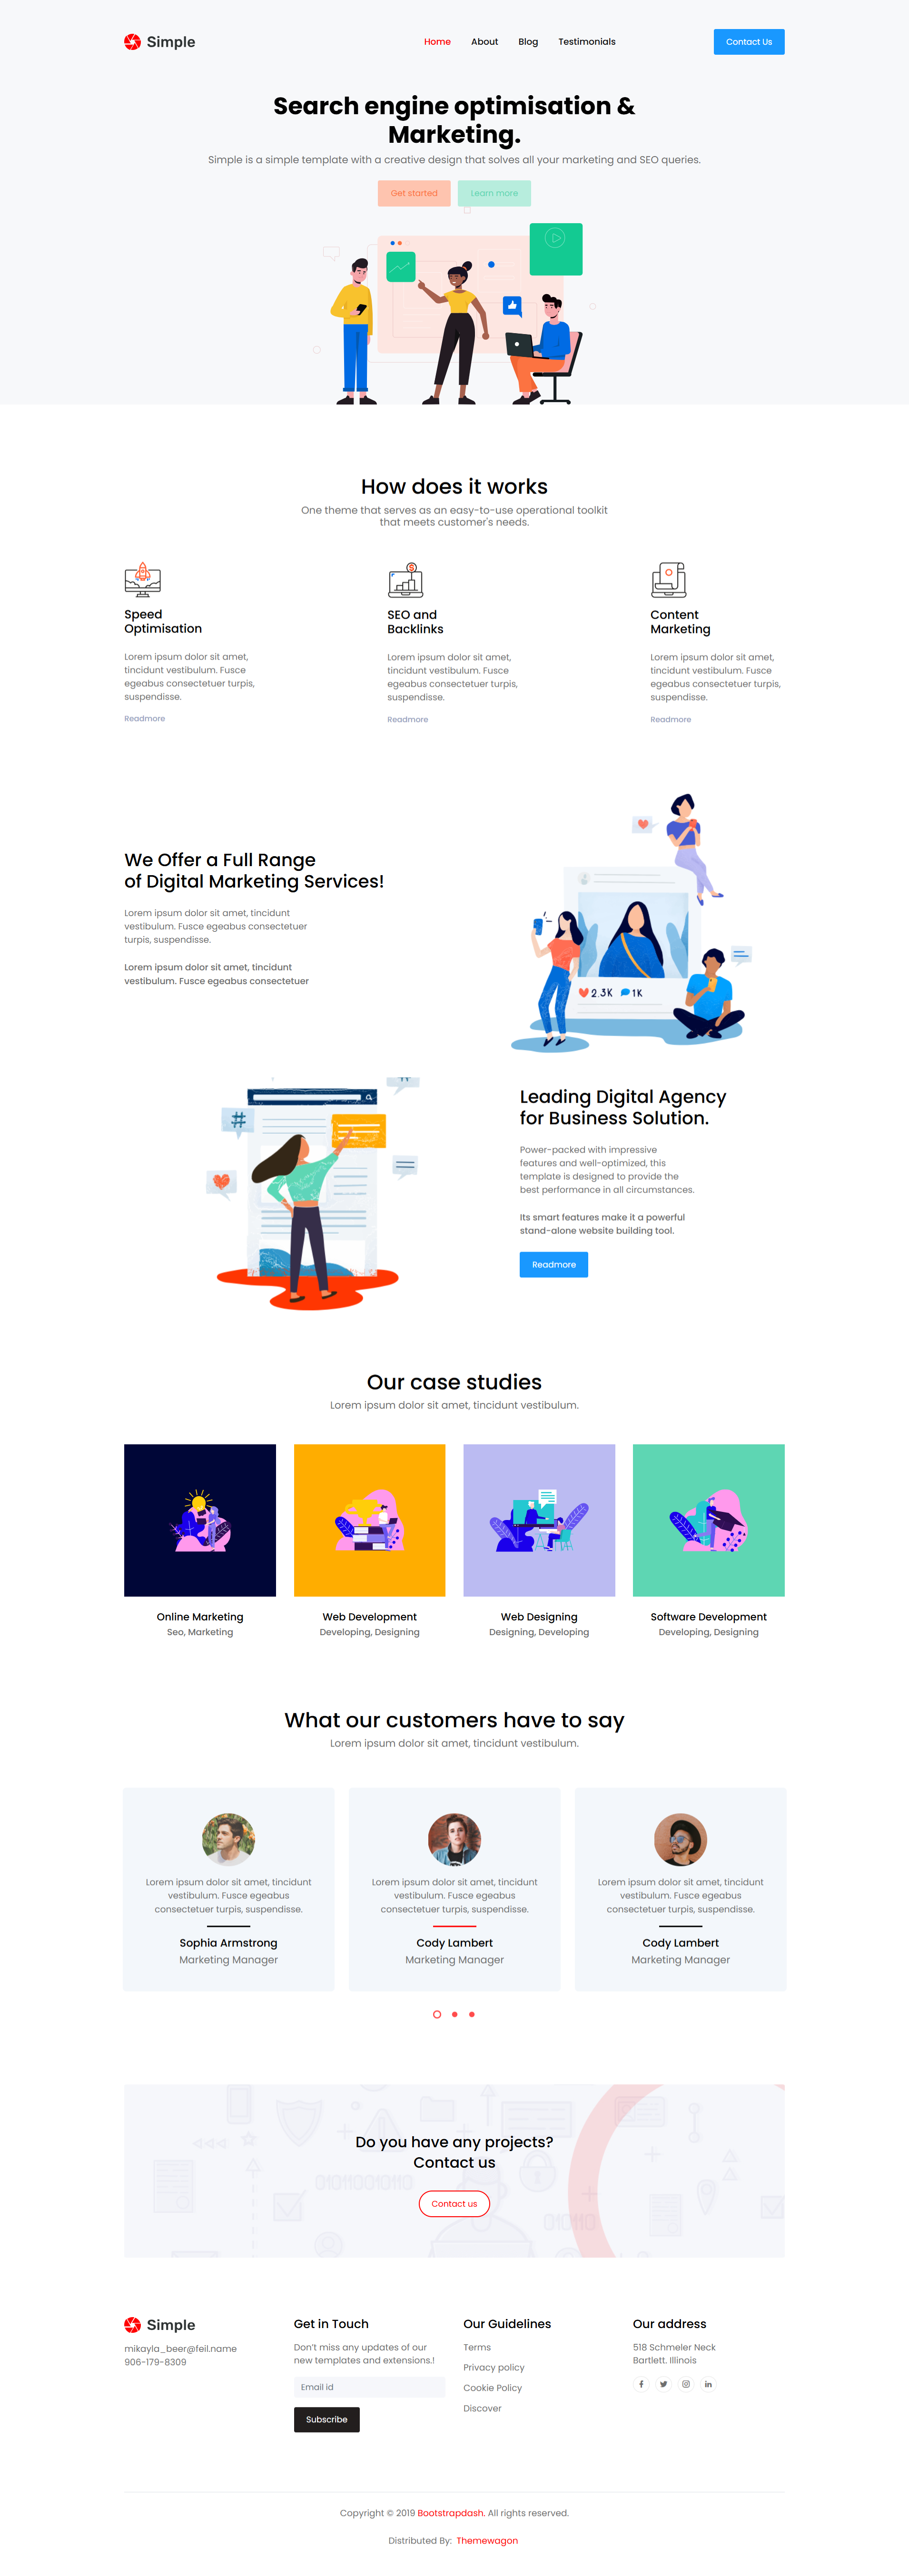 Simple
Home
About
Blog
Testimonials
Contact Us
Search engine optimisation &
Marketing.
Simple is a simple template with a creative design that solves all your marketing and SEO queries.
Get started
Learn more
How does it works
One theme that serves as an easy-to-use operational toolkit
that meets customer's needs.
Speed
Optimisation
Lorem ipsum dolor sit amet,
tincidunt vestibulum. Fusce
egeabus consectetuer turpis,
suspendisse.
Readmore
SEO and
Backlinks
Lorem ipsum dolor sit amet,
tincidunt vestibulum. Fusce
egeabus consectetuer turpis,
suspendisse.
Readmore
Content
Marketing
Lorem ipsum dolor sit amet,
tincidunt vestibulum. Fusce
egeabus consectetuer turpis,
suspendisse.
Readmore
We Offer a Full Range
of Digital Marketing Services!
Lorem ipsum dolor sit amet, tincidunt
vestibulum. Fusce egeabus consectetuer
turpis, suspendisse.
Lorem ipsum dolor sit amet, tincidunt
vestibulum. Fusce egeabus consectetuer
2.3K 1K
#
Leading Digital Agency
for Business Solution.
Power-packed with impressive
features and well-optimized, this
template is designed to provide the
best performance in all circumstances.
Its smart features make it a powerful
stand-alone website building tool.
Readmore
Our case studies
Lorem ipsum dolor sit amet, tincidunt vestibulum.
Online Marketing
Seo, Marketing
Web Development
Developing, Designing
Web Designing
Designing, Developing
Software Development
Developing, Designing
What our customers have to say
Lorem ipsum dolor sit amet, tincidunt vestibulum.
Lorem ipsum dolor sit amet, tincidunt
vestibulum. Fusce egeabus
consectetuer turpis, suspendisse.
Sophia Armstrong
Marketing Manager
Lorem ipsum dolor sit amet, tincidunt
vestibulum. Fusce egeabus
consectetuer turpis, suspendisse.
Cody Lambert
Marketing Manager
Lorem ipsum dolor sit amet, tincidunt
vestibulum. Fusce egeabus
consectetuer turpis, suspendisse.
Cody Lambert
Marketing Manager
Do you have any projects?
Contact us
Contact us
Simple
mikayla_beer@feil.name
906-179-8309
Get in Touch
Don't miss any updates of our
new templates and extensions.!
Email id
Subscribe
Our Guidelines
Terms
Privacy policy
Cookie Policy
Discover
Our address
518 Schmeler Neck
Bartlett. Illinois
Copyright © 2019 Bootstrapdash. All rights reserved.
Distributed By: Themewagon